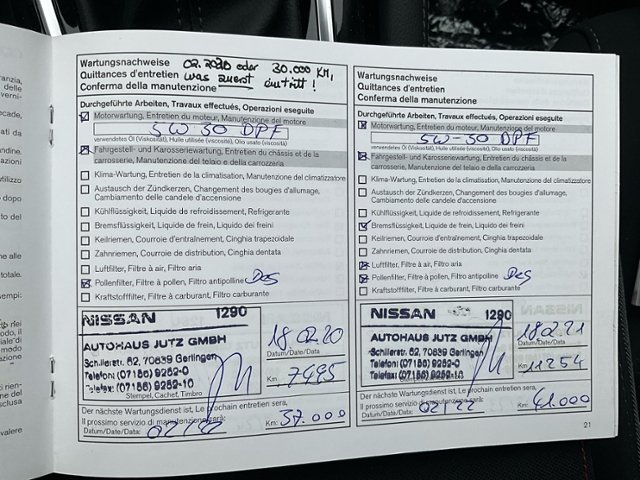 Wartungsnachweise
Quittances d'entretien
Conferma della manutenzione
02.2020 oder 30.000 KM,
was zuerst eintritt!
Durchgeführte Arbeiten, Travaux effectués, Operazioni eseguite
Motorwartung, Entretien du moteur, Manutenzione del motore
5W 30 DPF
verwendetes Öl (Viskosität), Huile utilisée (viscosité), Olio usato (viscosità)
Fahrgestell- und Karosseriewartung, Entretien du châssis et de la
carrosserie, Manutenzione del telaio e della carrozzeria
Klima-Wartung, Entretien de la climatisation, Manutenzione del climatizzatore
Austausch der Zündkerzen, Changement des bougies d'allumage,
Cambiamento delle candele d'accensione
Kühlflüssigkeit, Liquide de refroidissement, Refrigerante
Bremsflüssigkeit, Liquide de frein, Liquido dei freini
Keilriemen, Courroie d'entraînement, Cinghia trapezoidale
Zahnriemen, Courroie de distribution, Cinghia dentata
Luftfilter, Filtre à air, Filtro aria
Pollenfilter, Filtre à pollen, Filtro antipolline
Kraftstofffilter, Filtre à carburant, Filtro carburante
NISSAN 1290
AUTOHAUS JUTZ GMBH
Schillerstr. 62, 70839 Gerlingen
Telefon: (07156) 9262-0
Telefax: (07156) 9262-10
Stempel, Cachet, Timbro
18.02.20
Datum/Date/Data
Km: 7495
Der nächste Wartungsdienst ist, Le prochain entretien sera,
Il prossimo servizio di manutenzione sarà:
Datum/Date/Data: 02/22 Km: 37.000
Wartungsnachweise
Quittances d'entretien
Conferma della manutenzione
Durchgeführte Arbeiten, Travaux effectués, Operazioni eseguite
Motorwartung, Entretien du moteur, Manutenzione del motore
5W-30 DPF
verwendetes Öl (Viskosität), Huile utilisée (viscosité), Olio usato (viscosità)
Fahrgestell- und Karosseriewartung, Entretien du châssis et de la
carrosserie, Manutenzione del telaio e della carrozzeria
Klima-Wartung, Entretien de la climatisation, Manutenzione del climatizzatore
Austausch der Zündkerzen, Changement des bougies d'allumage,
Cambiamento delle candele d'accensione
Kühlflüssigkeit, Liquide de refroidissement, Refrigerante
Bremsflüssigkeit, Liquide de frein, Liquido dei freini
Keilriemen, Courroie d'entraînement, Cinghia trapezoidale
Zahnriemen, Courroie de distribution, Cinghia dentata
Luftfilter, Filtre à air, Filtro aria
Pollenfilter, Filtre à pollen, Filtro antipolline
Kraftstofffilter, Filtre à carburant, Filtro carburante
NISSAN 1290
AUTOHAUS JUTZ GMBH
Schillerstr. 62, 70839 Gerlingen
Telefon: (07156) 9262-0
Telefax: (07156) 9262-10
18.02.21
Datum/Date/Data
Km: 11254
Der nächste Wartungsdienst ist, Le prochain entretien sera,
Il prossimo servizio di manutenzione sarà:
Datum/Date/Data: 02/22 Km: 41.000
21